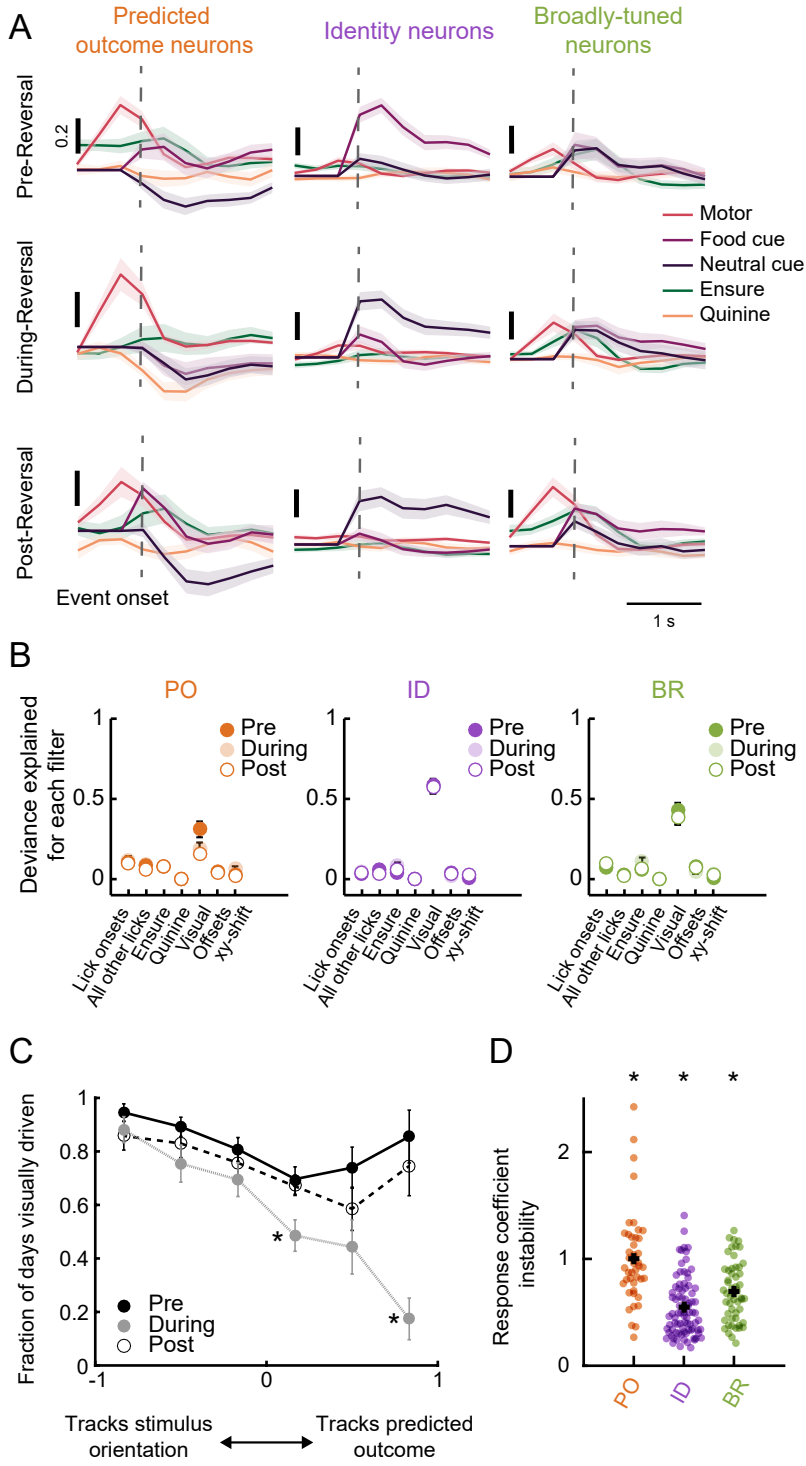 A
Predicted
outcome neurons
Identity neurons
Broadly-tuned
neurons
Pre-Reversal
0.2
Motor
Food cue
Neutral cue
Ensure
Quinine
During-Reversal
Post-Reversal
Event onset
1 s
B
PO
ID
BR
Deviance explained
for each filter
1
0.5
0
Pre
During
Post
Lick onsets
All other licks
Ensure
Quinine
Visual
Offsets
xy-shift
1
0.5
0
Pre
During
Post
Lick onsets
All other licks
Ensure
Quinine
Visual
Offsets
xy-shift
1
0.5
0
Pre
During
Post
Lick onsets
All other licks
Ensure
Quinine
Visual
Offsets
xy-shift
C
Fraction of days visually driven
1
0.8
0.6
0.4
0.2
0
*
*
Pre
During
Post
-1
0
1
Tracks stimulus
orientation
Tracks predicted
outcome
D
* * *
Response coefficient
instability
2
1
0
PO
ID
BR